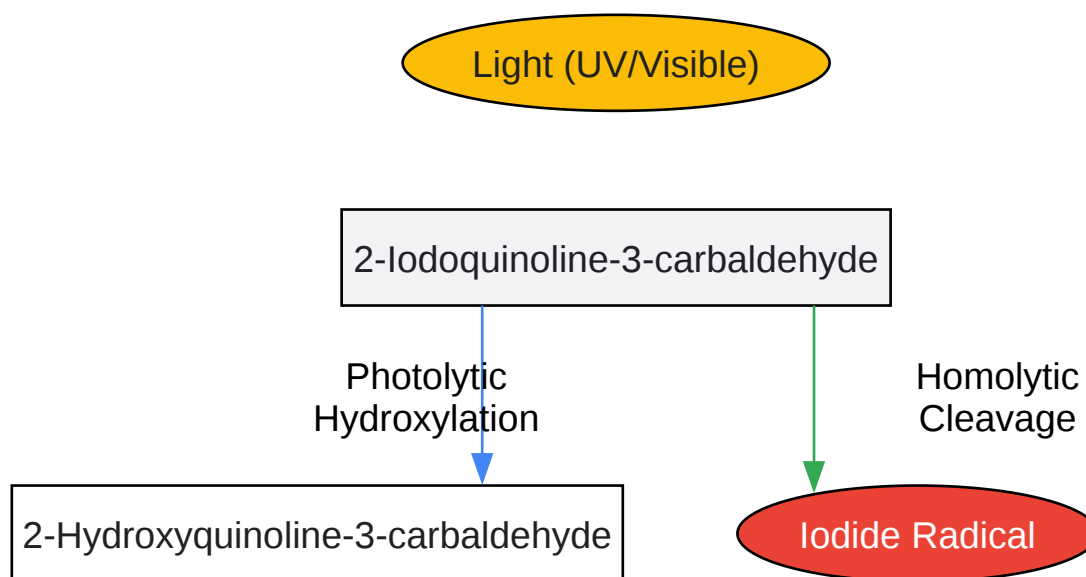 Light (UV/Visible)
2-Iodoquinoline-3-carbaldehyde
Photolytic
Hydroxylation
Homolytic
Cleavage
2-Hydroxyquinoline-3-carbaldehyde
Iodide Radical